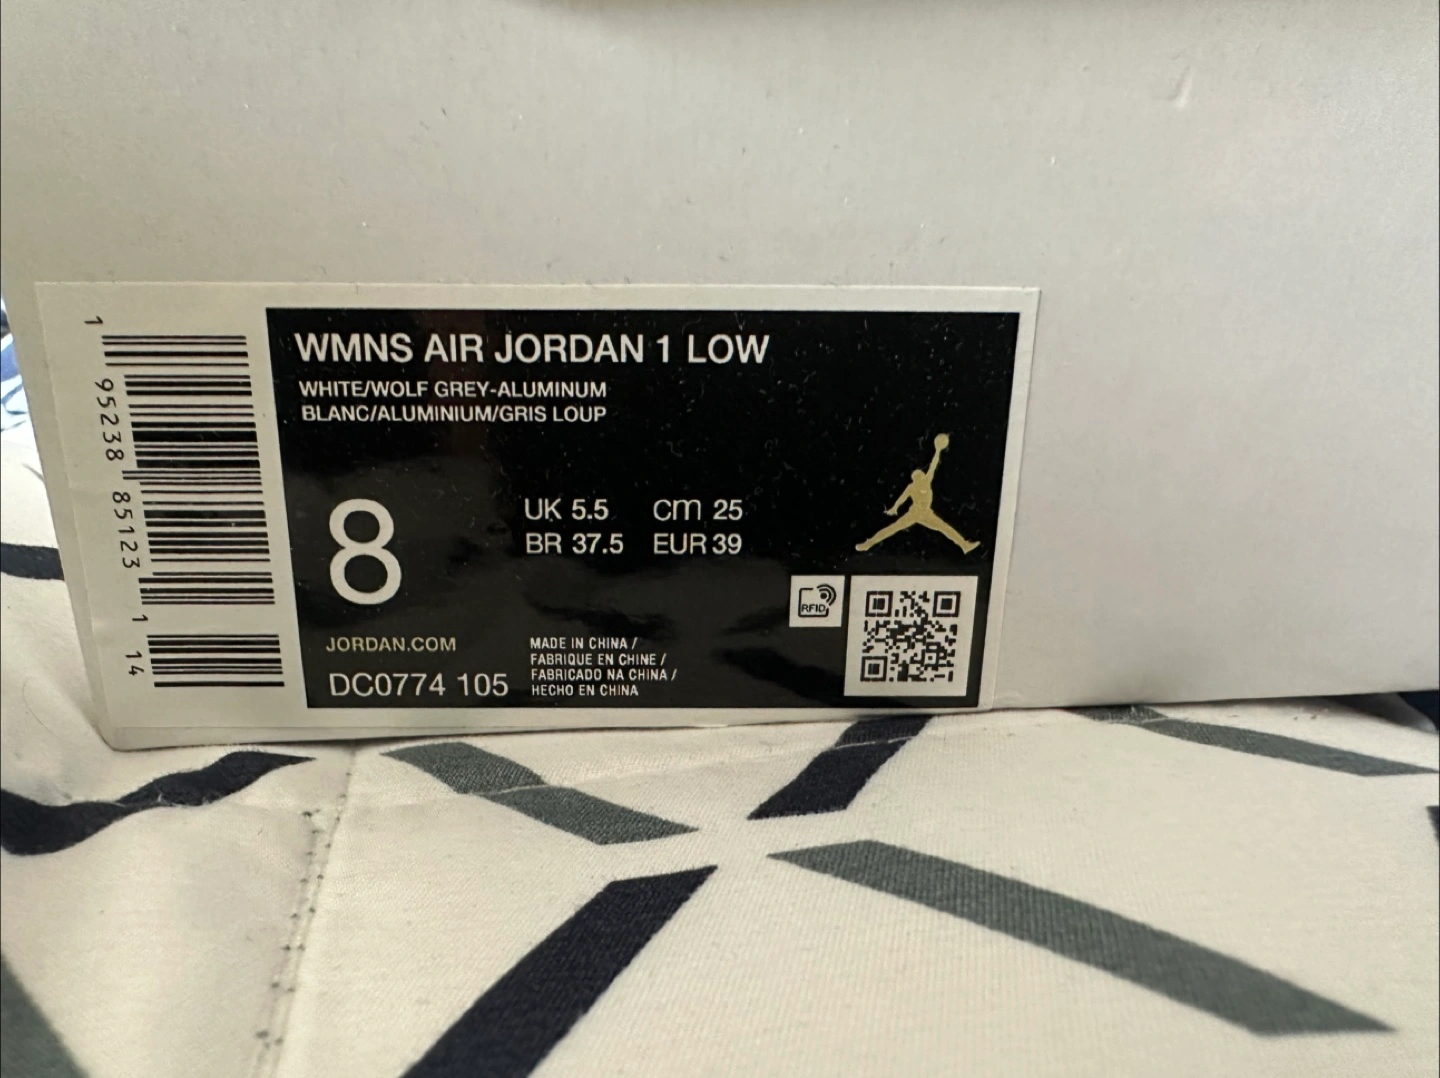 1 95238 85123 1 14
WMNS AIR JORDAN 1 LOW
WHITE/WOLF GREY-ALUMINUM
BLANC/ALUMINIUM/GRIS LOUP
8
UK 5.5 cm 25
BR 37.5 EUR 39
RFID
JORDAN.COM
DC0774 105
MADE IN CHINA /
FABRIQUE EN CHINE /
FABRICADO NA CHINA /
HECHO EN CHINA